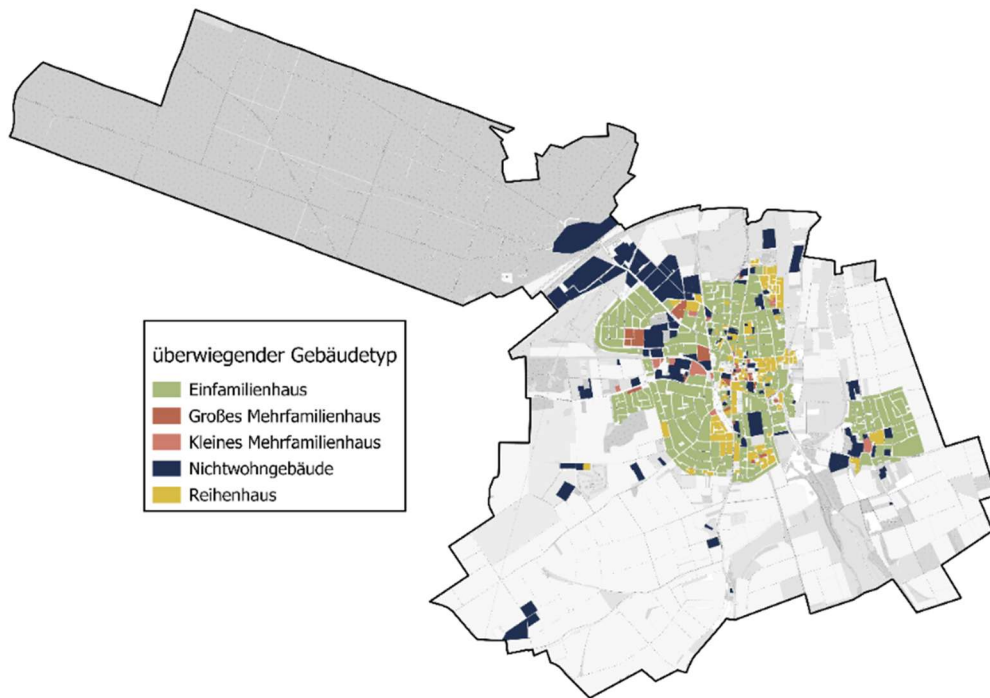 überwiegender Gebäudetyp
Einfamilienhaus
Großes Mehrfamilienhaus
Kleines Mehrfamilienhaus
Nichtwohngebäude
Reihenhaus